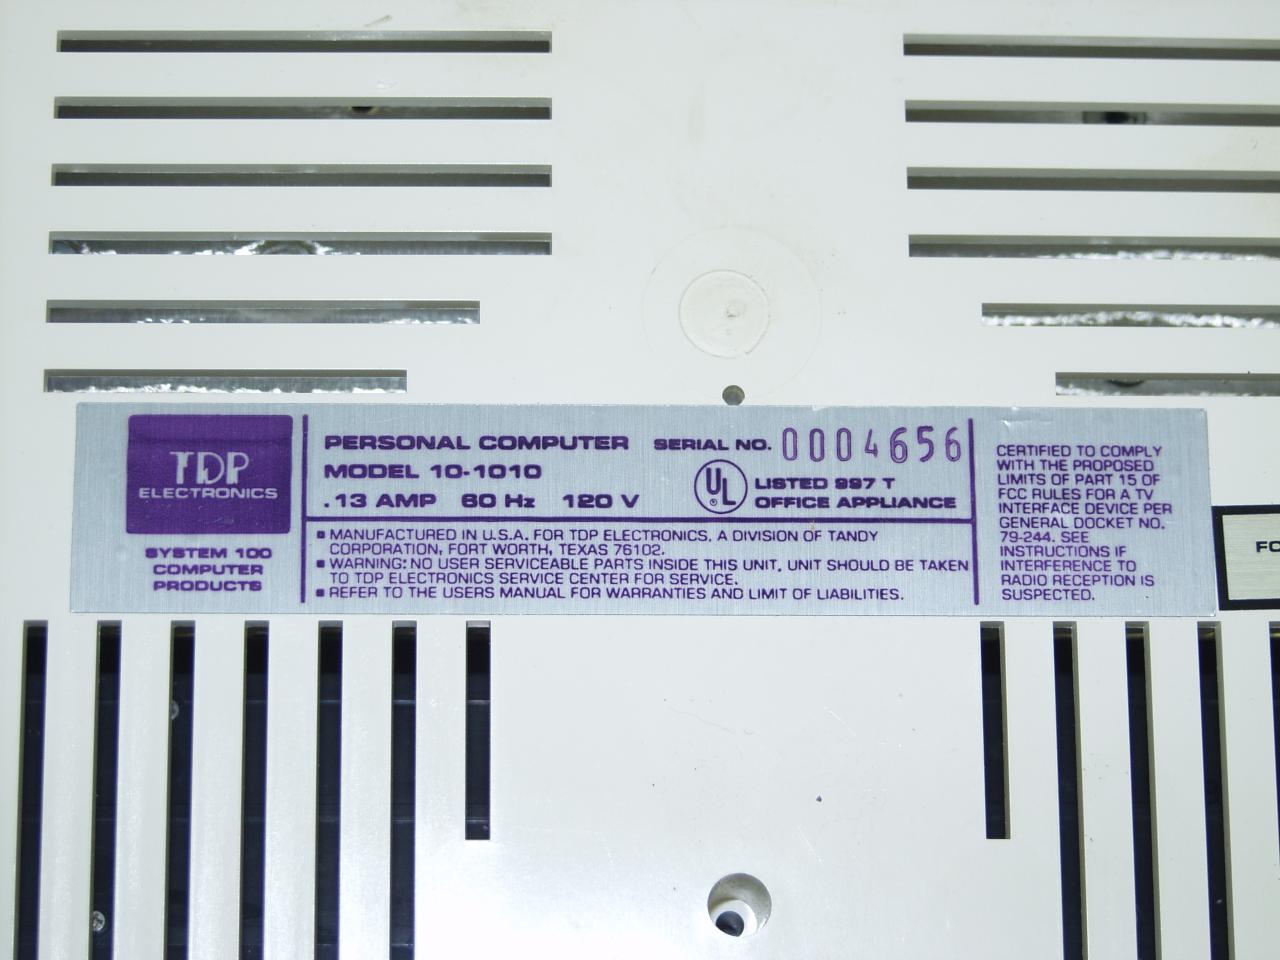 TDP
ELECTRONICS
SYSTEM 100
COMPUTER
PRODUCTS
PERSONAL COMPUTER SERIAL NO. 0004656
MODEL 10-1010
.13 AMP 60 Hz 120 V
UL LISTED 997 T
OFFICE APPLIANCE
▪ MANUFACTURED IN U.S.A. FOR TDP ELECTRONICS, A DIVISION OF TANDY
CORPORATION, FORT WORTH, TEXAS 76102.
▪ WARNING: NO USER SERVICEABLE PARTS INSIDE THIS UNIT, UNIT SHOULD BE TAKEN
TO TDP ELECTRONICS SERVICE CENTER FOR SERVICE.
▪ REFER TO THE USERS MANUAL FOR WARRANTIES AND LIMIT OF LIABILITIES.
CERTIFIED TO COMPLY
WITH THE PROPOSED
LIMITS OF PART 15 OF
FCC RULES FOR A TV
INTERFACE DEVICE PER
GENERAL DOCKET NO.
79-244. SEE
INSTRUCTIONS IF
INTERFERENCE TO
RADIO RECEPTION IS
SUSPECTED.